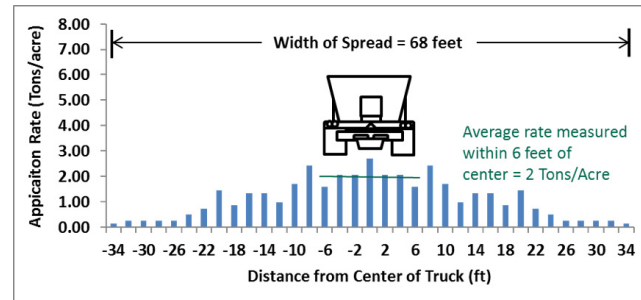 8.00
7.00
6.00
5.00
4.00
3.00
2.00
1.00
0.00
Appicaiton Rate (Tons/acre)
Width of Spread = 68 feet
Average rate measured
within 6 feet of
center = 2 Tons/Acre
-34 -30 -26 -22 -18 -14 -10 -6 -2 2 6 10 14 18 22 26 30 34
Distance from Center of Truck (ft)